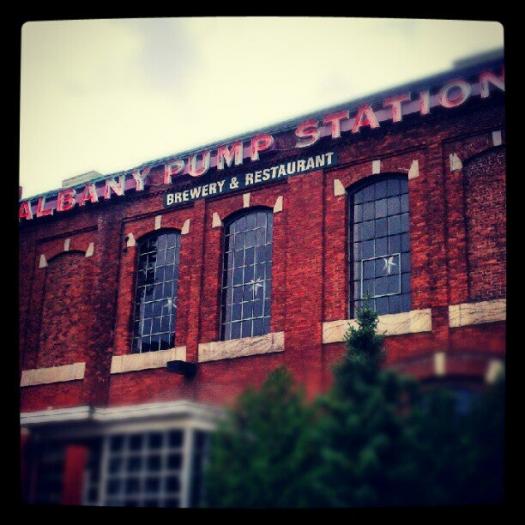 ALBANY PUMP STATION
BREWERY & RESTAURANT